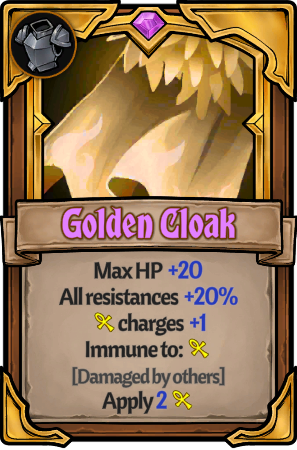 Golden Cloak
Max HP +20
All resistances +20%
charges +1
Immune to:
[Damaged by others]
Apply 2